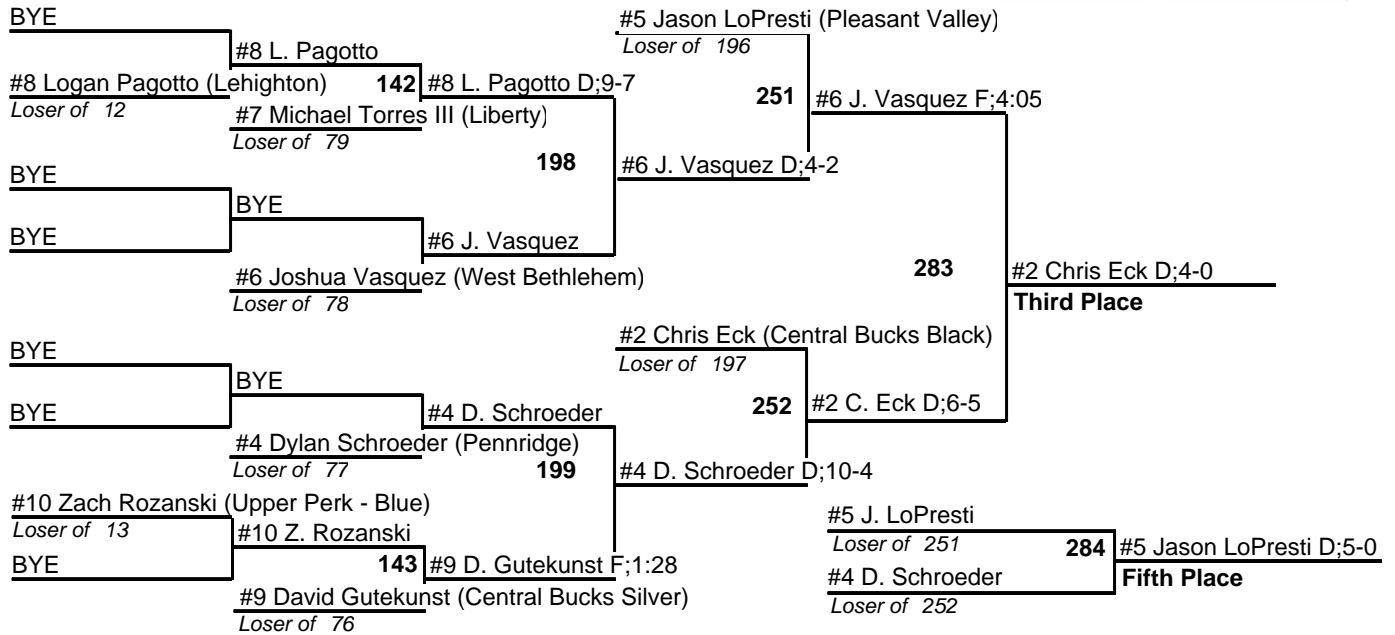 BYE
#5 Jason LoPresti (Pleasant Valley)
#8 L. Pagotto
Loser of 196
#8 Logan Pagotto (Lehighton)
142
#8 L. Pagotto D;9-7
251
#6 J. Vasquez F;4:05
Loser of 12
#7 Michael Torres III (Liberty)
Loser of 79
198
#6 J. Vasquez D;4-2
BYE
BYE
BYE
#6 J. Vasquez
#6 Joshua Vasquez (West Bethlehem)
Loser of 78
283
#2 Chris Eck D;4-0
Third Place
#2 Chris Eck (Central Bucks Black)
Loser of 197
BYE
BYE
BYE
#4 D. Schroeder
252
#2 C. Eck D;6-5
#4 Dylan Schroeder (Pennridge)
Loser of 77
199
#4 D. Schroeder D;10-4
#10 Zach Rozanski (Upper Perk - Blue)
Loser of 13
#10 Z. Rozanski
BYE
143
#9 D. Gutekunst F;1:28
#9 David Gutekunst (Central Bucks Silver)
Loser of 76
#5 J. LoPresti
Loser of 251
284
#5 Jason LoPresti D;5-0
#4 D. Schroeder
Fifth Place
Loser of 252